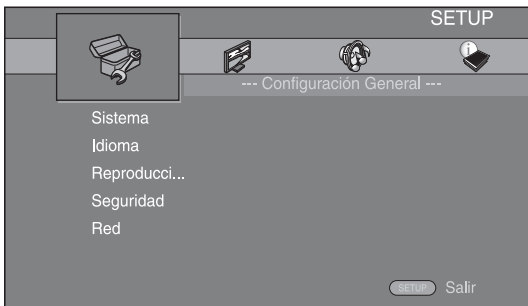 SETUP
--- Configuración General ---
Sistema
Idioma
Reproducci...
Seguridad
Red
SETUP Salir